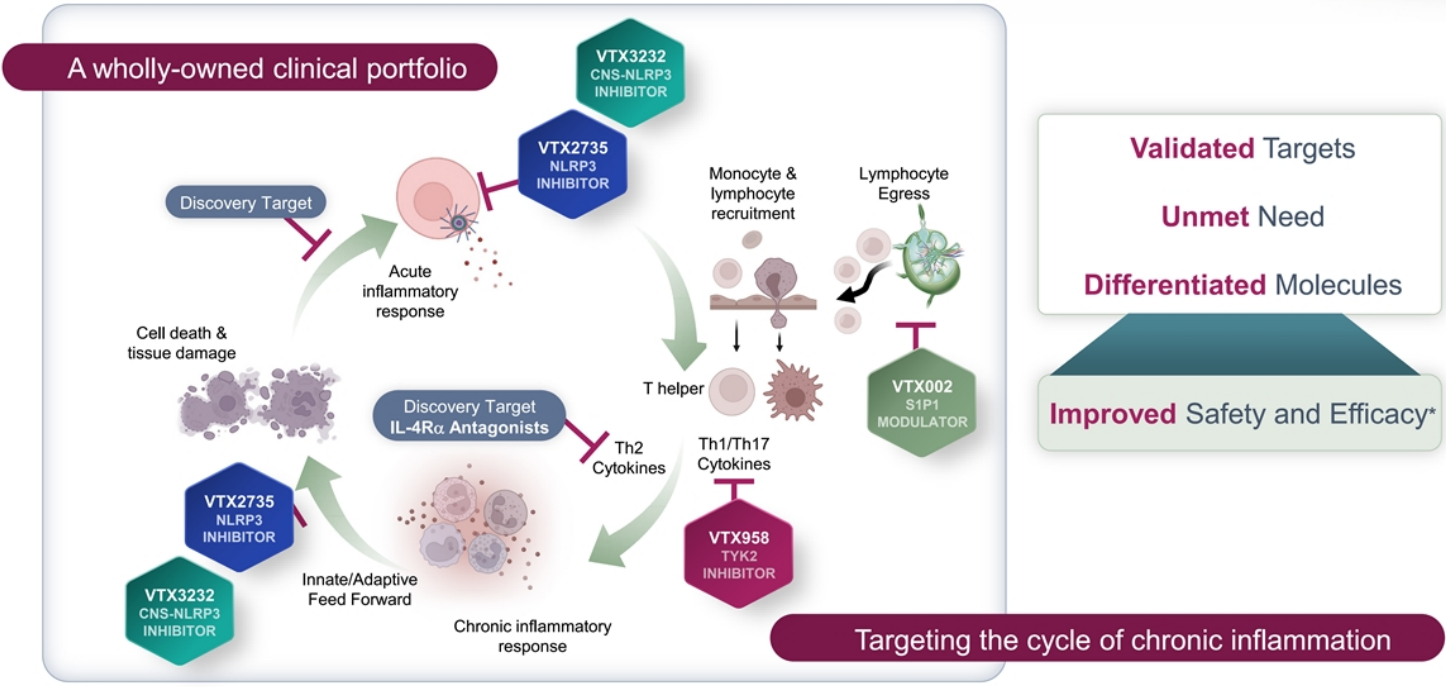 A wholly-owned clinical portfolio
VTX3232
CNS-NLRP3
INHIBITOR
VTX2735
NLRP3
INHIBITOR
Discovery Target
Acute
inflammatory
response
Monocyte &
lymphocyte
recruitment
Lymphocyte
Egress
Cell death &
tissue damage
T helper
VTX002
S1P1
MODULATOR
Discovery Target
IL-4Rα Antagonists
Th2
Cytokines
Th1/Th17
Cytokines
VTX958
TYK2
INHIBITOR
VTX2735
NLRP3
INHIBITOR
VTX3232
CNS-NLRP3
INHIBITOR
Innate/Adaptive
Feed Forward
Chronic inflammatory
response
Targeting the cycle of chronic inflammation
Validated Targets
Unmet Need
Differentiated Molecules
Improved Safety and Efficacy*